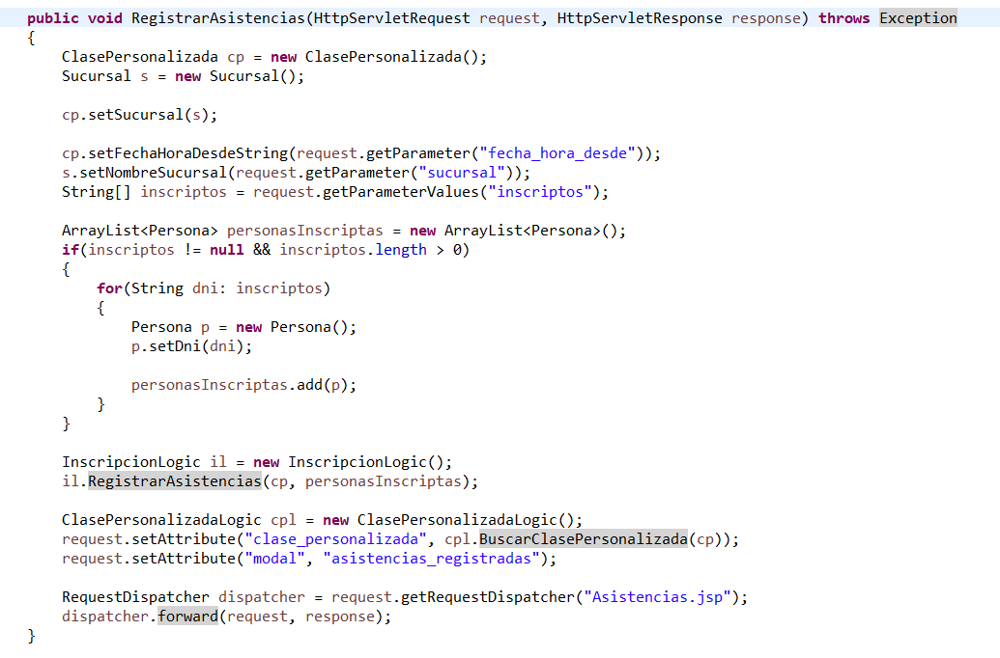 public void RegistrarAsistencias(HttpServletRequest request, HttpServletResponse response) throws Exception
{
ClasePersonalizada cp = new ClasePersonalizada();
Sucursal s = new Sucursal();
cp.setSucursal(s);
cp.setFechaHoraDesdeString(request.getParameter("fecha_hora_desde"));
s.setNombreSucursal(request.getParameter("sucursal"));
String[] inscriptos = request.getParameterValues("inscriptos");
ArrayList<Persona> personasInscriptas = new ArrayList<Persona>();
if(inscriptos != null && inscriptos.length > 0)
{
for(String dni: inscriptos)
{
Persona p = new Persona();
p.setDni(dni);
personasInscriptas.add(p);
}
}
InscripcionLogic il = new InscripcionLogic();
il.RegistrarAsistencias(cp, personasInscriptas);
ClasePersonalizadaLogic cpl = new ClasePersonalizadaLogic();
request.setAttribute("clase_personalizada", cpl.BuscarClasePersonalizada(cp));
request.setAttribute("modal", "asistencias_registradas");
RequestDispatcher dispatcher = request.getRequestDispatcher("Asistencias.jsp");
dispatcher.forward(request, response);
}